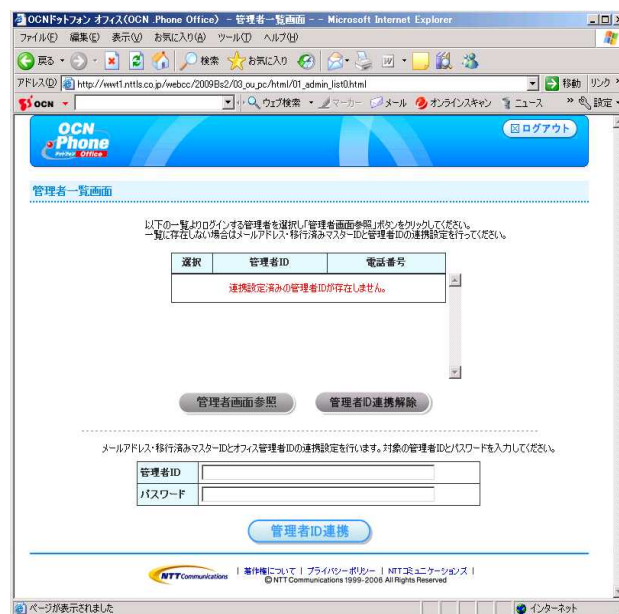 OCNドットフォン オフィス(OCN .Phone Office) - 管理者一覧画面 - - Microsoft Internet Explorer
ファイル(F) 編集(E) 表示(V) お気に入り(A) ツール(T) ヘルプ(H)
戻る 検索 お気に入り
アドレス(D) http://wwt1.nttls.co.jp/webcc/2009Bs2/03_ou_pc/html/01_admin_list0.html 移動 リンク
OCN ウェブ検索 マーカー メール オンラインスキャン ニュース 設定
OCN
.Phone
ドットフォン Office
ログアウト
管理者一覧画面
以下の一覧よりログインする管理者を選択し「管理者画面参照」ボタンをクリックしてください。
一覧に存在しない場合はメールアドレス・移行済みマスターIDと管理者IDの連携設定を行ってください。
選択 管理者ID 電話番号
連携設定済みの管理者IDが存在しません。
管理者画面参照 管理者ID連携解除
メールアドレス・移行済みマスターIDとオフィス管理者IDの連携設定を行います。対象の管理者IDとパスワードを入力してください。
管理者ID
パスワード
管理者ID連携
NTT Communications | 著作権について | プライバシーポリシー | NTTコミュニケーションズ |
© NTT Communications 1999-2006 All Rights Reserved
ページが表示されました インターネット